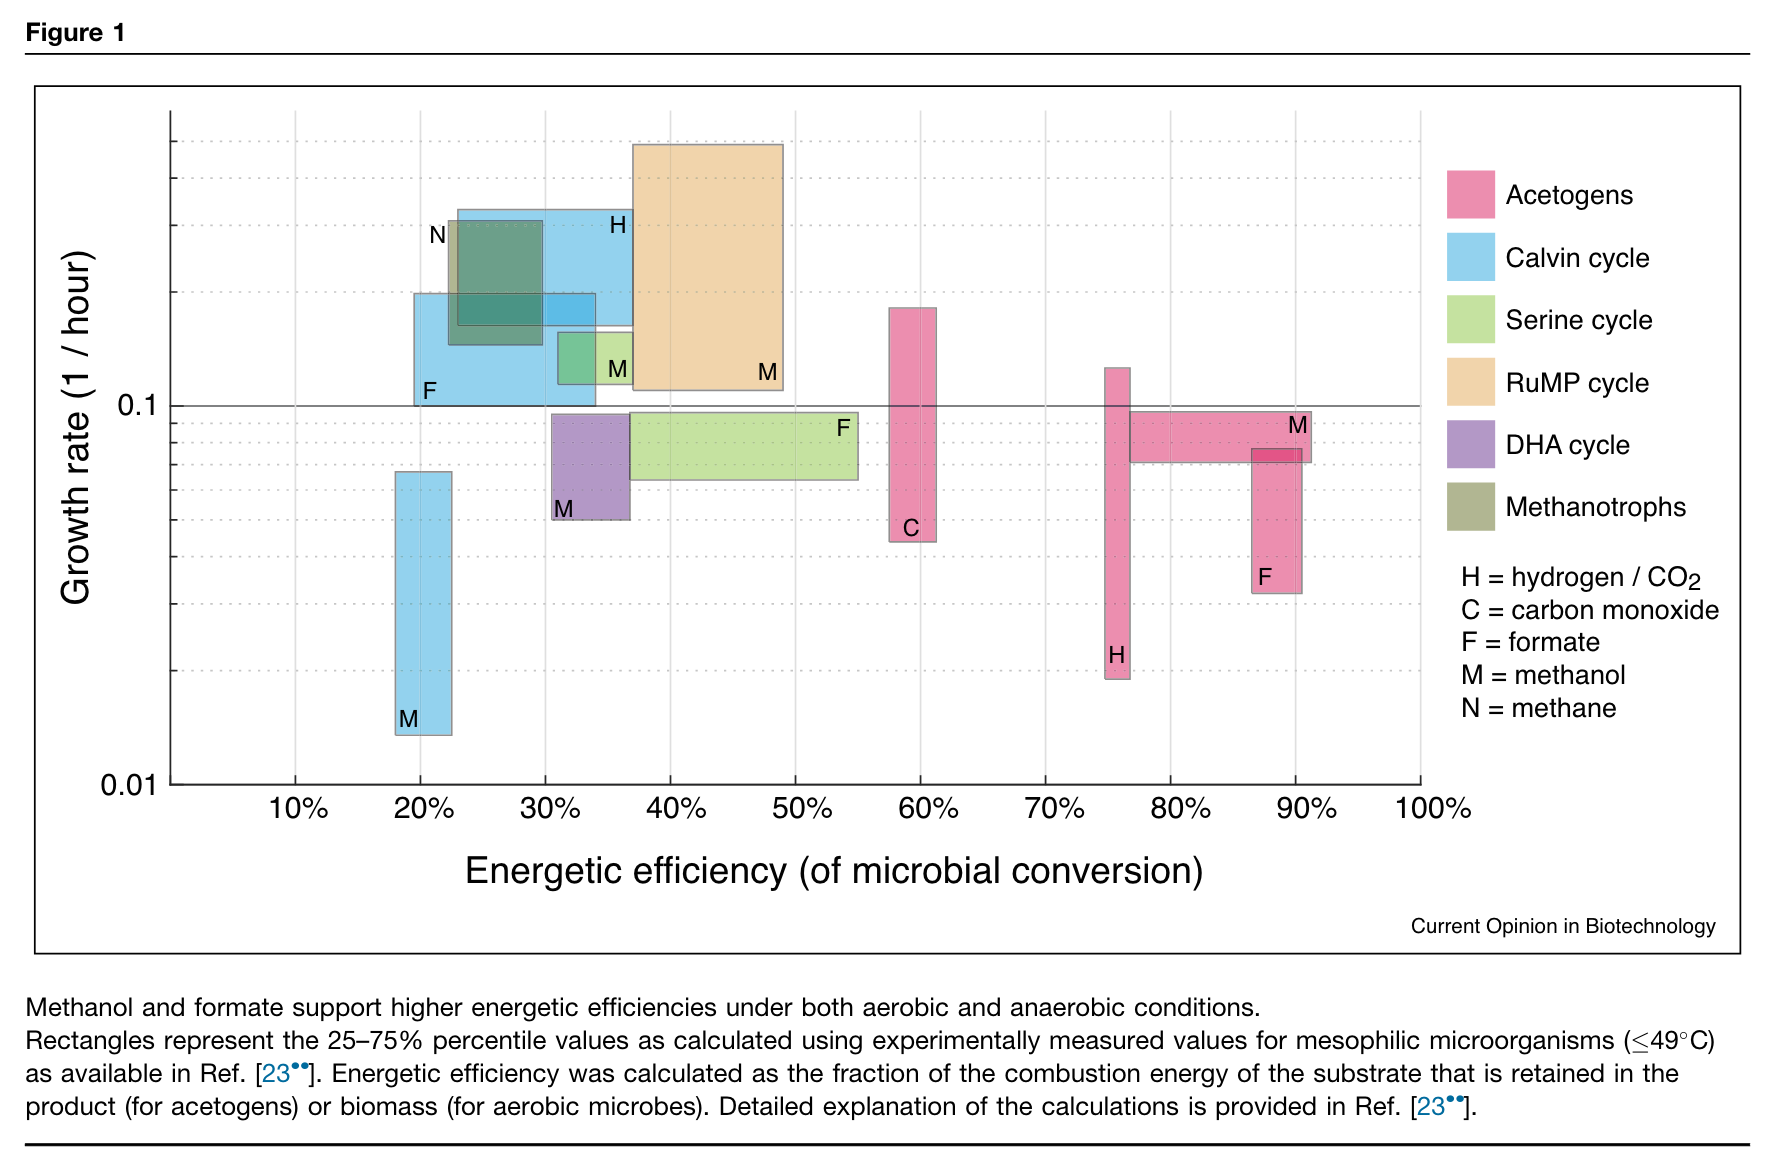 Figure 1
N
H
F
M
M
M
F
M
C
H
M
F
M
0.1
0.01
Growth rate (1 / hour)
10% 20% 30% 40% 50% 60% 70% 80% 90% 100%
Energetic efficiency (of microbial conversion)
Acetogens
Calvin cycle
Serine cycle
RuMP cycle
DHA cycle
Methanotrophs
H = hydrogen / CO2
C = carbon monoxide
F = formate
M = methanol
N = methane
Current Opinion in Biotechnology
Methanol and formate support higher energetic efficiencies under both aerobic and anaerobic conditions.
Rectangles represent the 25–75% percentile values as calculated using experimentally measured values for mesophilic microorganisms (≤49°C)
as available in Ref. [23••]. Energetic efficiency was calculated as the fraction of the combustion energy of the substrate that is retained in the
product (for acetogens) or biomass (for aerobic microbes). Detailed explanation of the calculations is provided in Ref. [23••].